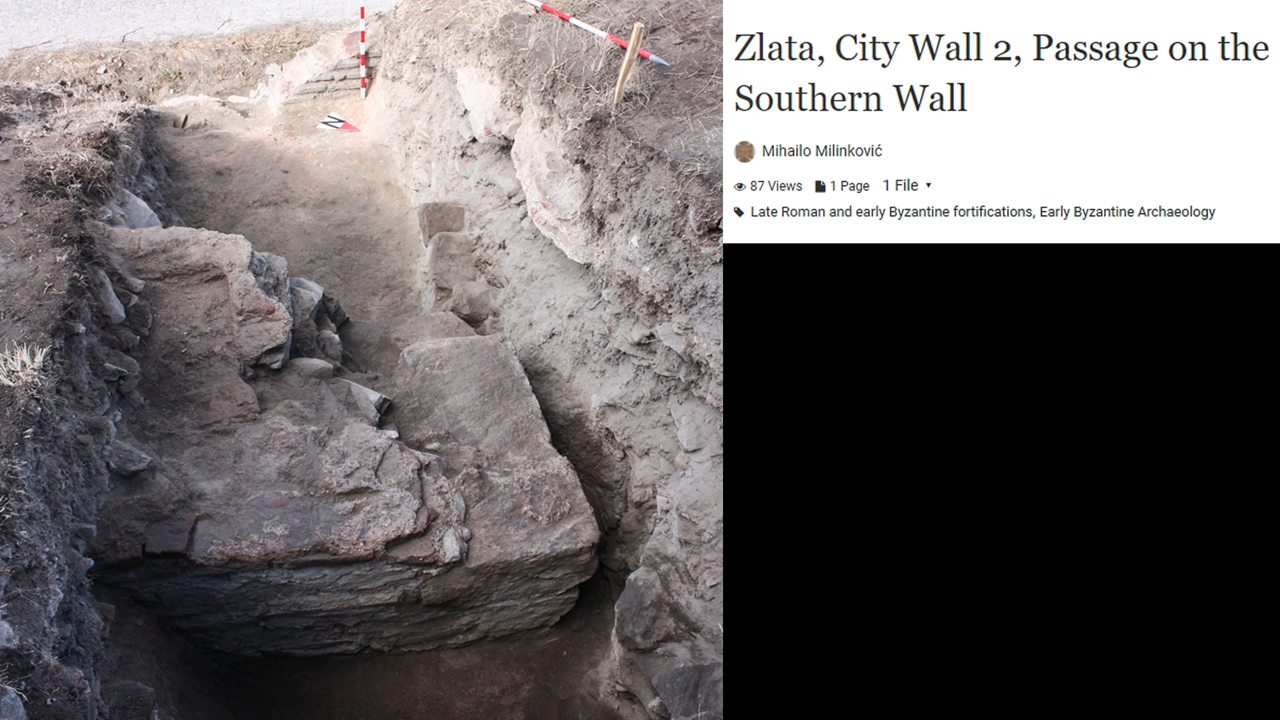 Zlata, City Wall 2, Passage on the
Southern Wall
Mihailo Milinković
87 Views 1 Page 1 File
Late Roman and early Byzantine fortifications, Early Byzantine Archaeology
N